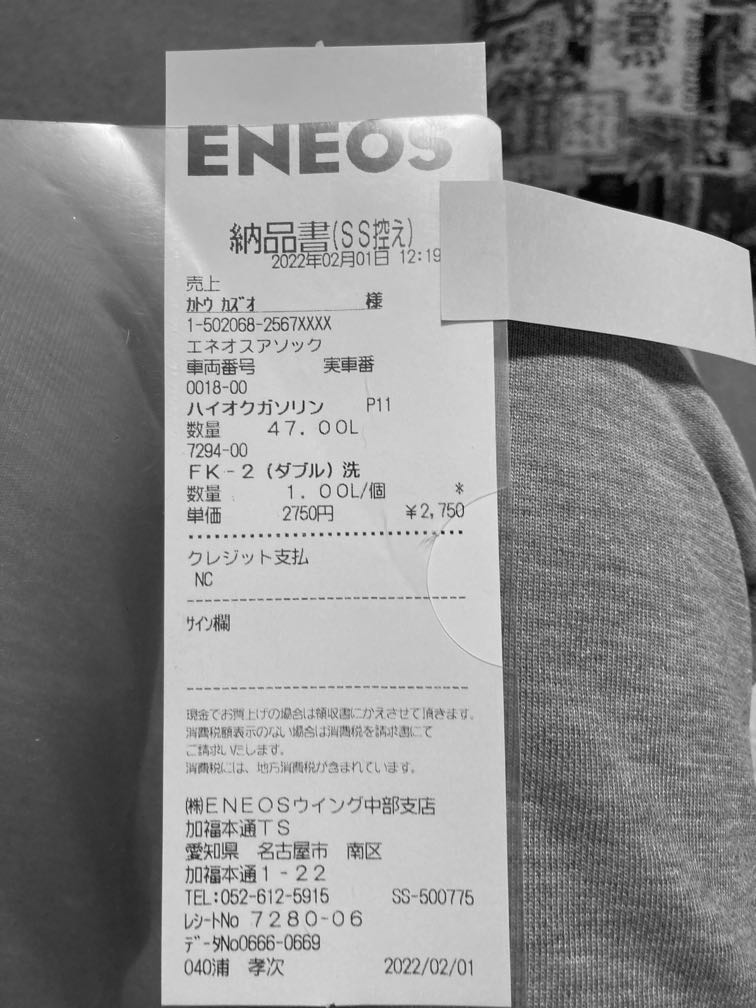 ENEOS
納品書(SS控え)
2022年02月01日 12:19
売上
ｶﾄｳ ｶｽﾞｵ 様
1-502068-2567XXXX
エネオスアソック
車両番号 実車番
0018-00
ハイオクガソリン P11
数量 47.00L
7294-00
FK-2(ダブル)洗
数量 1.00L/個 *
単価 2750円 ¥2,750
クレジット支払
NC
ｻｲﾝ欄
現金でお買上げの場合は領収書にかえさせて頂きます。
消費税額表示のない場合は消費税を請求書にて
ご請求いたします。
消費税には、地方消費税が含まれています。
㈱ENEOSウイング中部支店
加福本通TS
愛知県 名古屋市 南区
加福本通1-22
TEL:052-612-5915 SS-500775
ﾚｼｰﾄNo 7280-06
ﾃﾞｰﾀNo0666-0669
040浦 孝次 2022/02/01